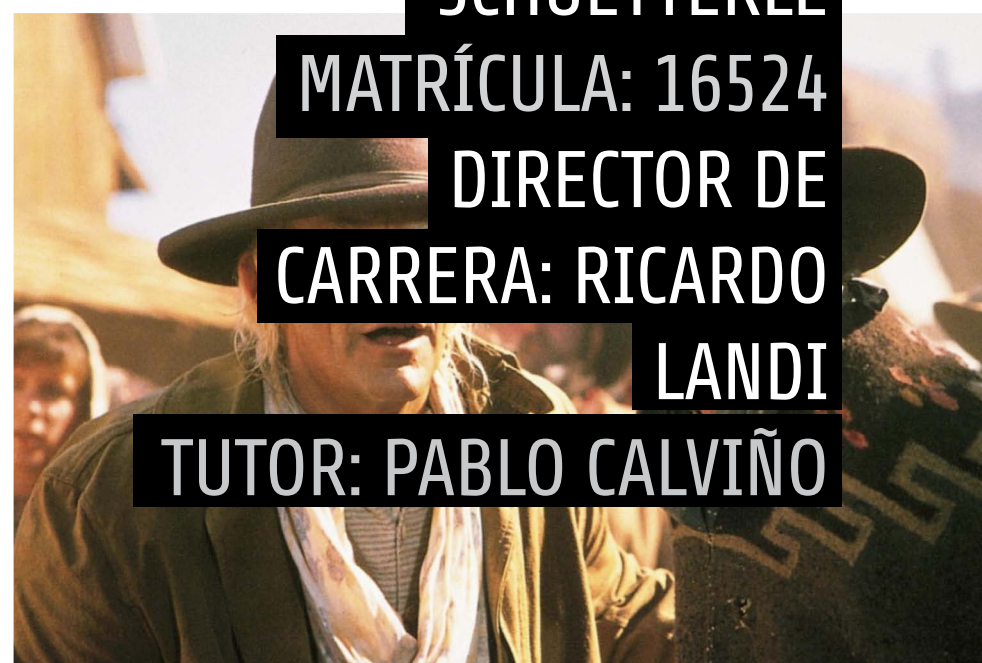 MATRÍCULA: 16524
DIRECTOR DE
CARRERA: RICARDO
LANDI
TUTOR: PABLO CALVIÑO